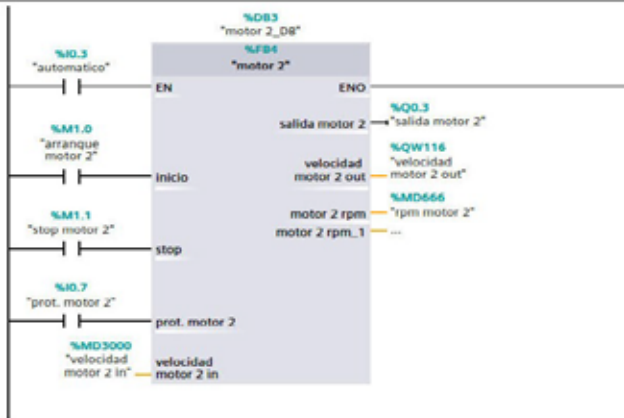 %DB3
"motor 2_DB"
%FB4
"motor 2"
%I0.3
"automatico"
EN
ENO
%Q0.3
salida motor 2
"salida motor 2"
%M1.0
"arranque
motor 2"
inicio
%QW116
velocidad
motor 2 out
"velocidad
motor 2 out"
%MD666
motor 2 rpm
"rpm motor 2"
motor 2 rpm_1
...
%M1.1
"stop motor 2"
stop
%I0.7
"prot. motor 2"
prot. motor 2
%MD3000
"velocidad
motor 2 in"
velocidad
motor 2 in